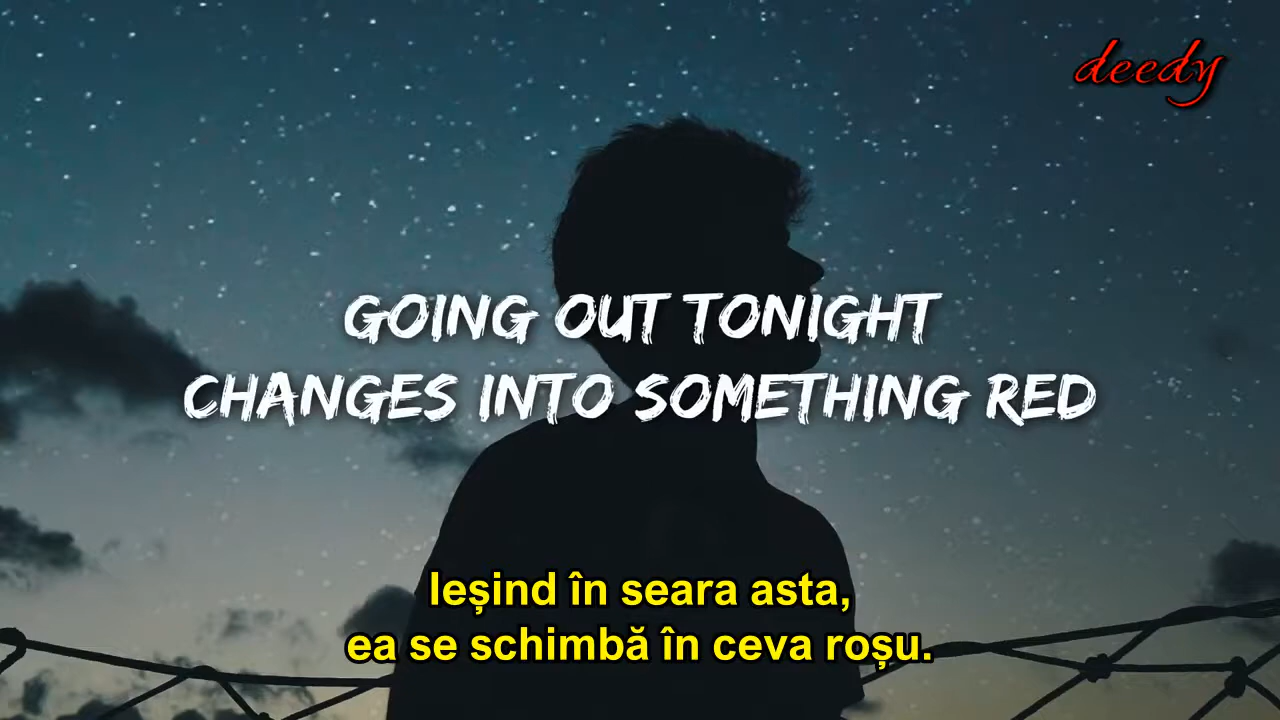 deedy
GOING OUT TONIGHT
CHANGES INTO SOMETHING RED
Ieșind în seara asta,
ea se schimbă în ceva roșu.